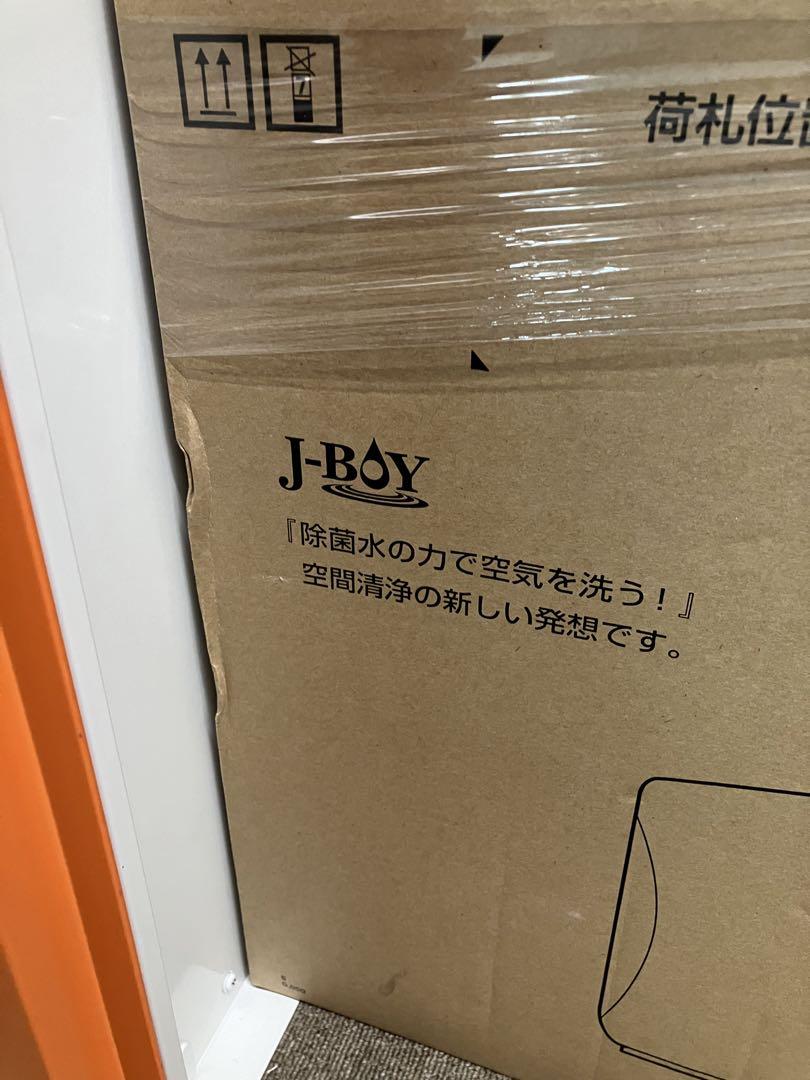 荷札位置
J-BOY
『除菌水の力で空気を洗う!』
空間清浄の新しい発想です。